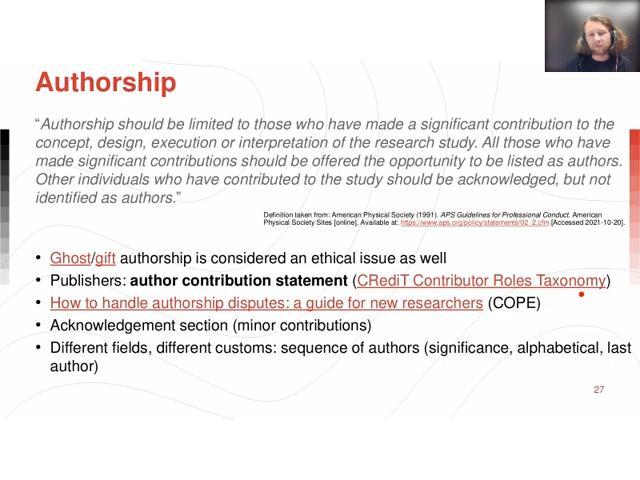 Authorship
“Authorship should be limited to those who have made a significant contribution to the
concept, design, execution or interpretation of the research study. All those who have
made significant contributions should be offered the opportunity to be listed as authors.
Other individuals who have contributed to the study should be acknowledged, but not
identified as authors.”
Definition taken from: American Physical Society (1991). APS Guidelines for Professional Conduct. American
Physical Society Sites [online]. Available at: https://www.aps.org/policy/statements/02_2.cfm [Accessed 2021-10-20].
• Ghost/gift authorship is considered an ethical issue as well
• Publishers: author contribution statement (CRediT Contributor Roles Taxonomy)
• How to handle authorship disputes: a guide for new researchers (COPE)
• Acknowledgement section (minor contributions)
• Different fields, different customs: sequence of authors (significance, alphabetical, last
author)
27